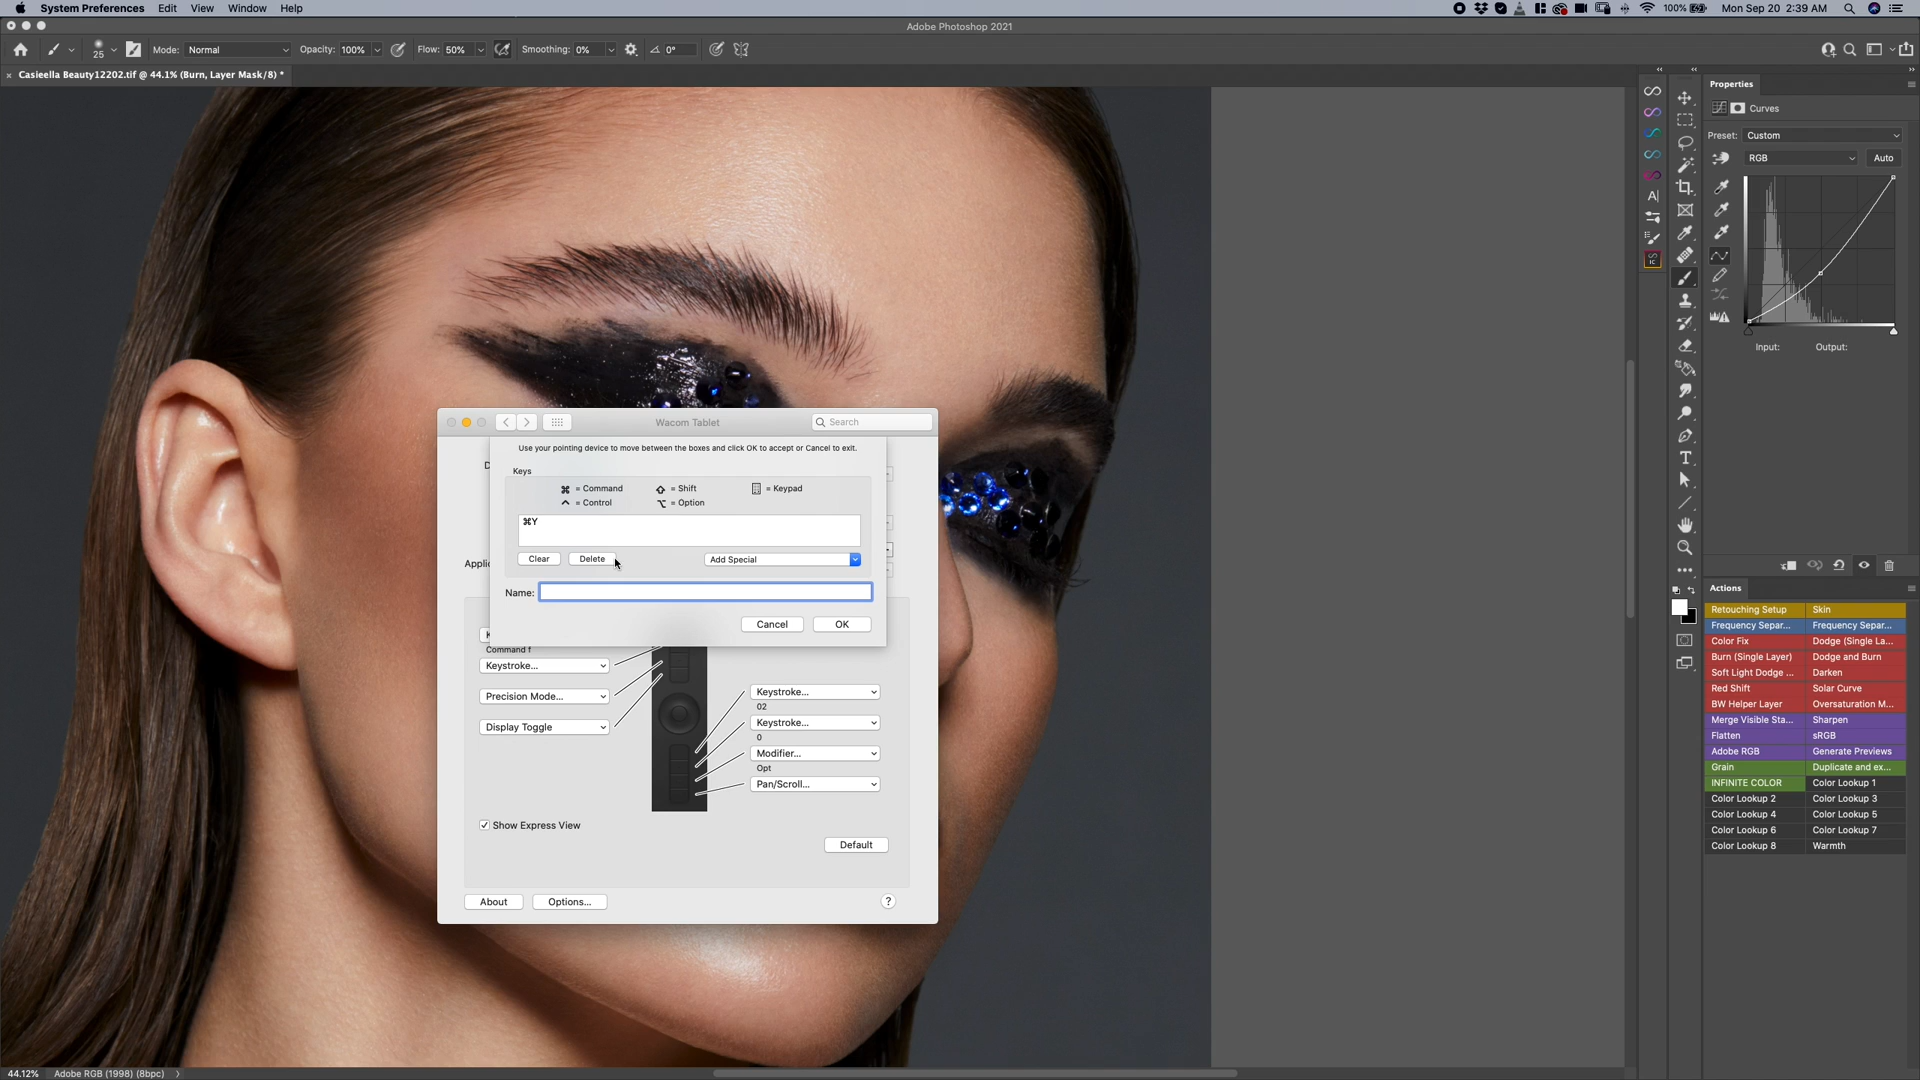 System Preferences Edit View Window Help
100% Mon Sep 20 2:39 AM
Adobe Photoshop 2021
25 Mode: Normal Opacity: 100% Flow: 50% Smoothing: 0% 0°
Casieella Beauty12202.tif @ 44.1% (Burn, Layer Mask/8) *
Properties
Curves
Preset: Custom
RGB Auto
Input: Output:
Wacom Tablet
Search
Use your pointing device to move between the boxes and click OK to accept or Cancel to exit.
Keys
⌘ = Command ⇧ = Shift = Keypad
^ = Control ⌥ = Option
⌘Y
Clear Delete Add Special
Name:
Cancel OK
Applic
Command f
Keystroke...
Precision Mode...
Display Toggle
Keystroke...
02
Keystroke...
0
Modifier...
Opt
Pan/Scroll...
Show Express View
Default
About Options... ?
Actions
Retouching Setup Skin
Frequency Separ... Frequency Separ...
Color Fix Dodge (Single La...
Burn (Single Layer) Dodge and Burn
Soft Light Dodge ... Darken
Red Shift Solar Curve
BW Helper Layer Oversaturation M...
Merge Visible Sta... Sharpen
Flatten sRGB
Adobe RGB Generate Previews
Grain Duplicate and ex...
INFINITE COLOR Color Lookup 1
Color Lookup 2 Color Lookup 3
Color Lookup 4 Color Lookup 5
Color Lookup 6 Color Lookup 7
Color Lookup 8 Warmth
44.12% Adobe RGB (1998) (8bpc)